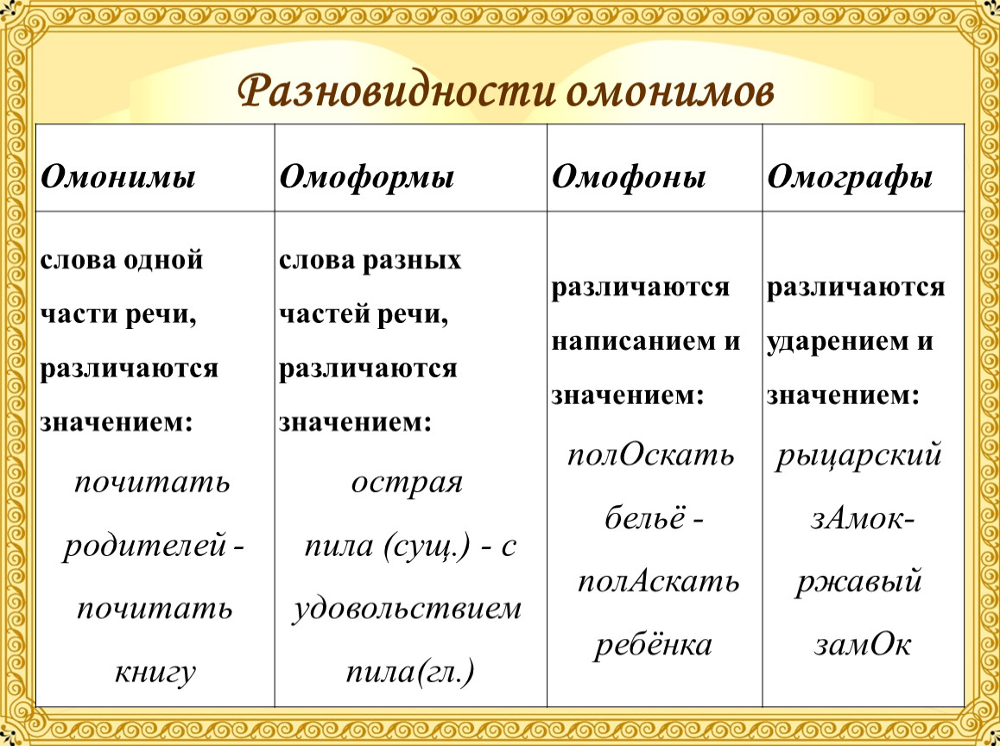 Разновидности омонимов
Омонимы
Омоформы
Омофоны
Омографы
слова одной
части речи,
различаются
значением:
почитать
родителей -
почитать
книгу
слова разных
частей речи,
различаются
значением:
острая
пила (сущ.) - с
удовольствием
пила(гл.)
различаются
написанием и
значением:
полОскать
бельё -
полАскать
ребёнка
различаются
ударением и
значением:
рыцарский
зАмок-
ржавый
замОк